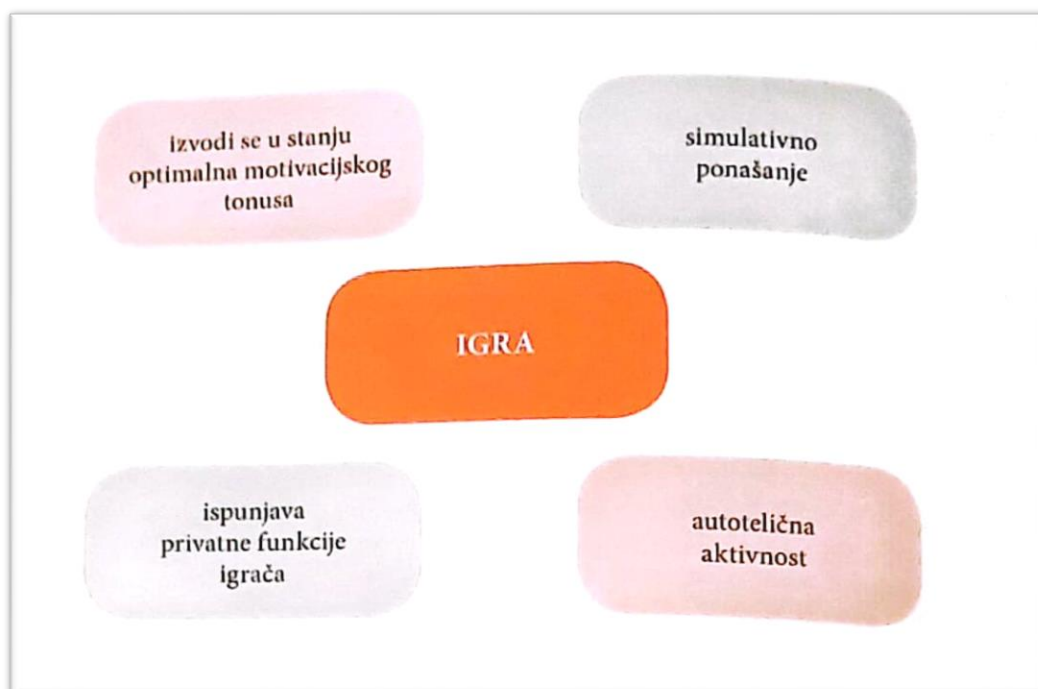 izvodi se u stanju
optimalna motivacijskog
tonusa
simulativno
ponašanje
IGRA
ispunjava
privatne funkcije
igrača
autotelična
aktivnost